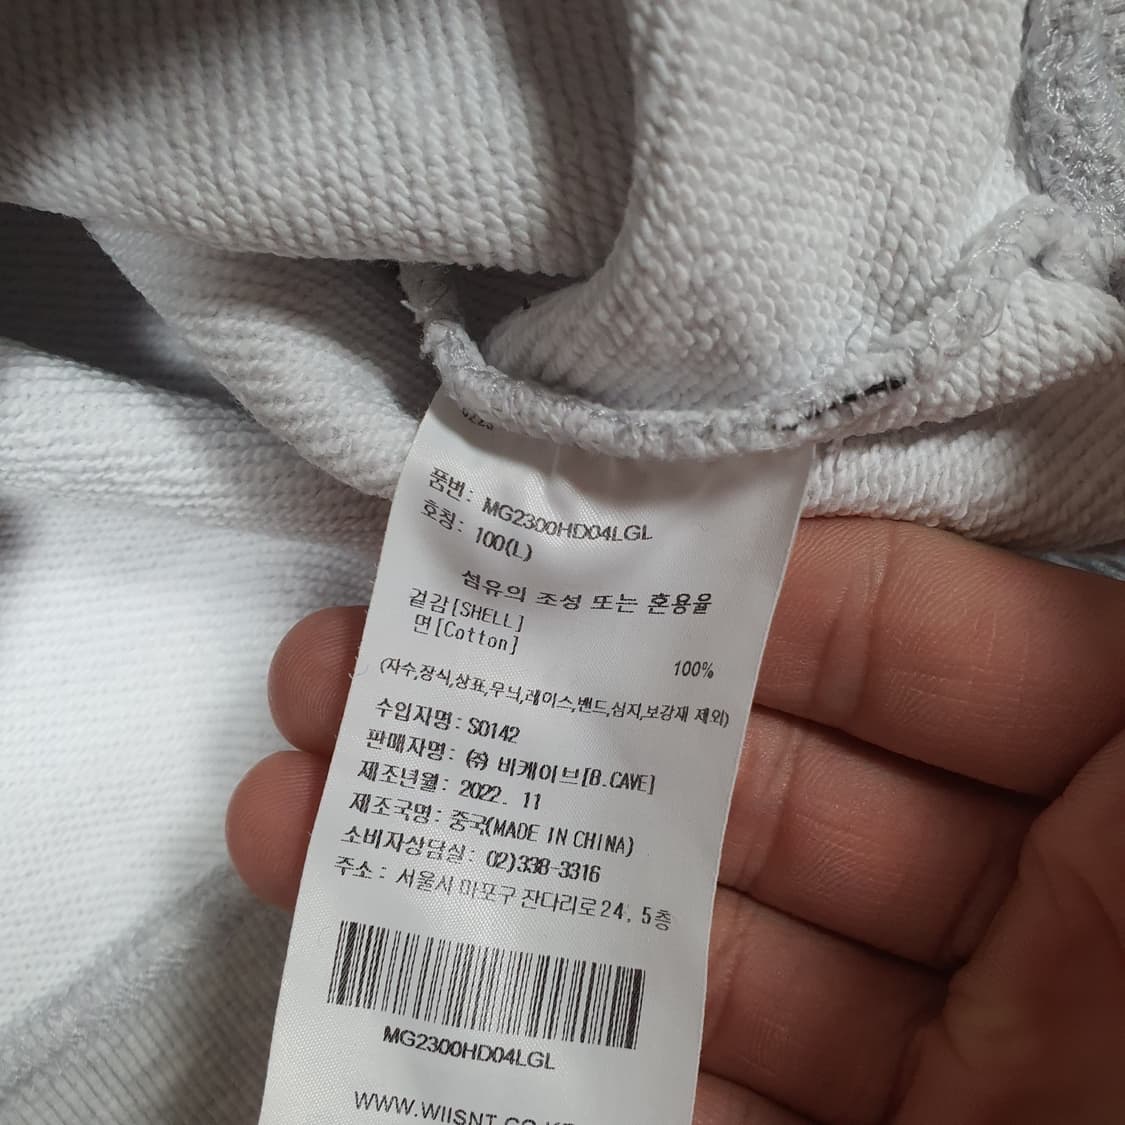 품번: MG2300HD04LGL
호칭: 100(L)
섬유의 조성 또는 혼용율
겉감[SHELL]
면[Cotton]
100%
(자수,장식,상표,무늬,레이스,밴드,심지,보강재 제외)
수입자명: S0142
판매자명: ㈜ 비케이브[B.CAVE]
제조년월: 2022. 11
제조국명: 중국(MADE IN CHINA)
소비자상담실: 02)338-3316
주소: 서울시 마포구 잔다리로24, 5층
MG2300HD04LGL